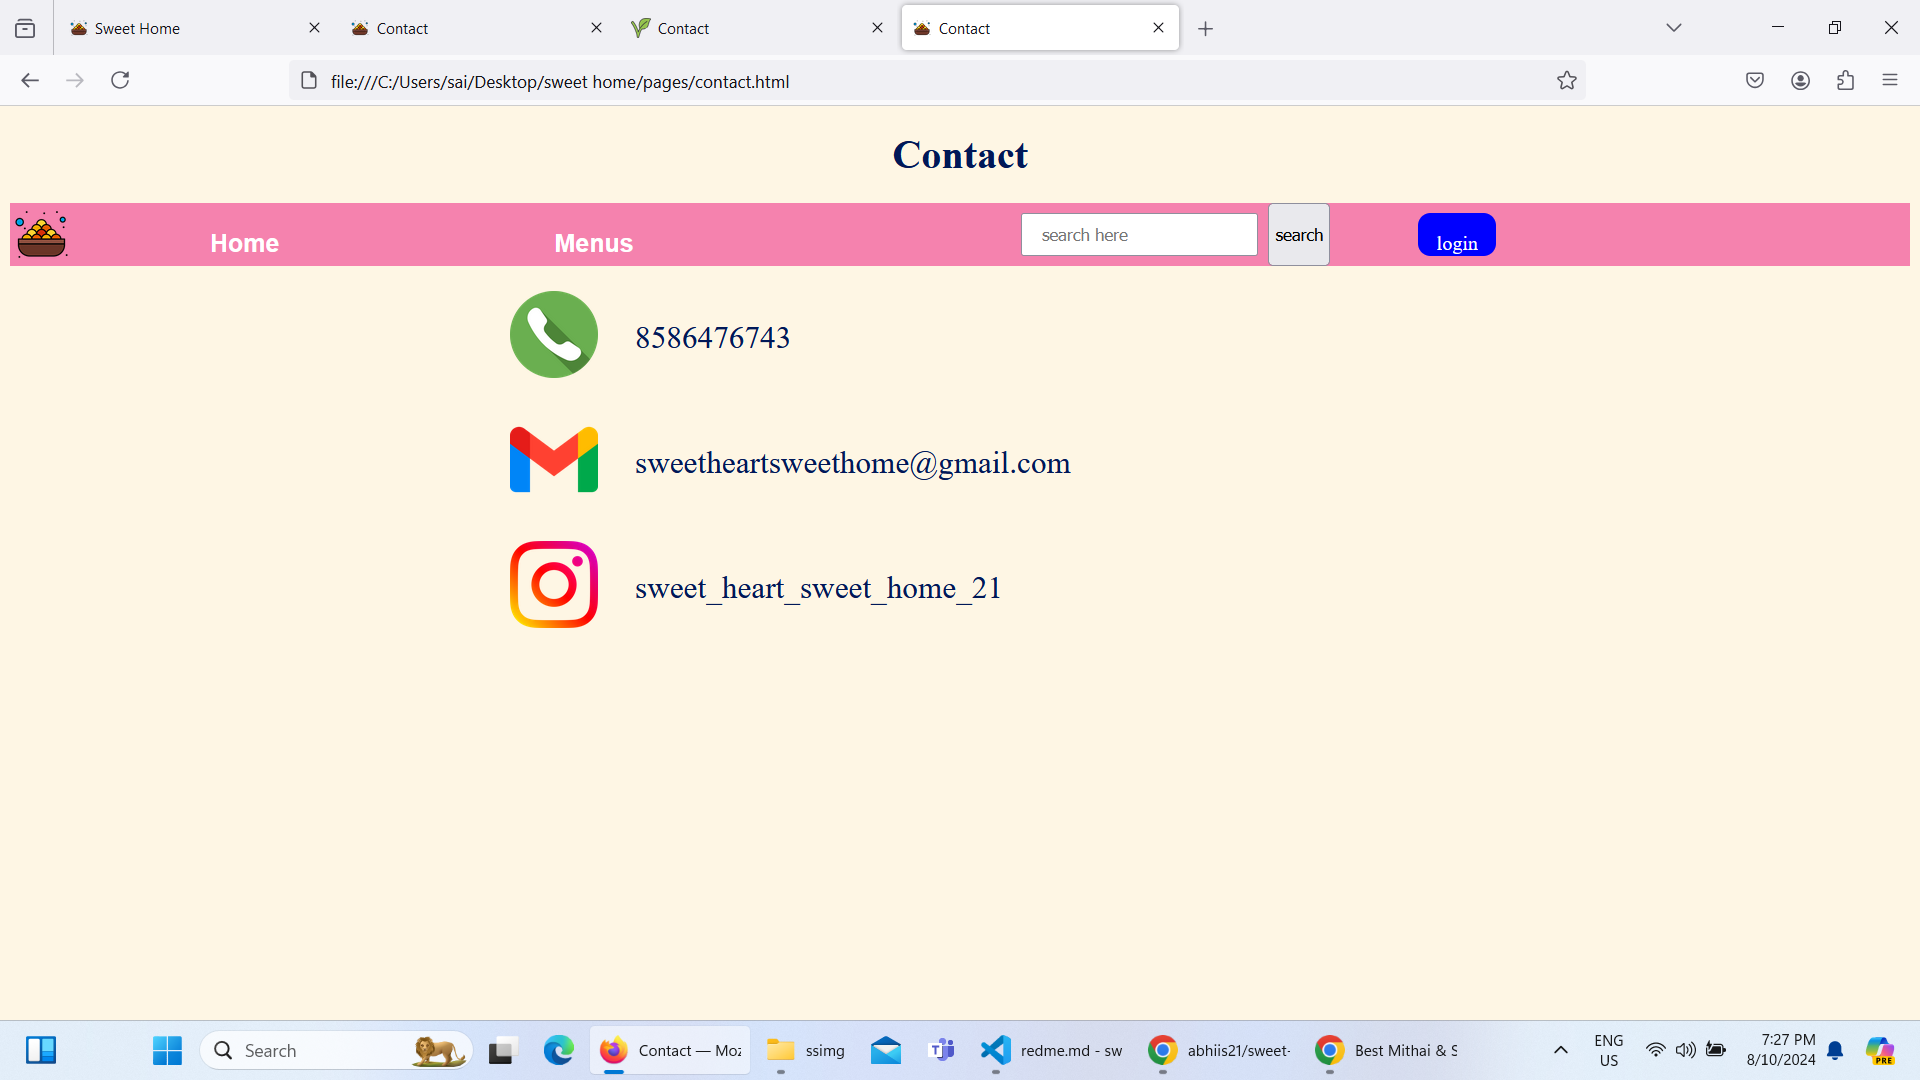 Sweet Home
Contact
Contact
Contact
file:///C:/Users/sai/Desktop/sweet home/pages/contact.html
Contact
Home
Menus
search here
search
login
8586476743
sweetheartsweethome@gmail.com
sweet_heart_sweet_home_21
Search
Contact — Moz
ssimg
redme.md - sw
abhiis21/sweet-
Best Mithai & S
ENG
US
7:27 PM
8/10/2024
PRE